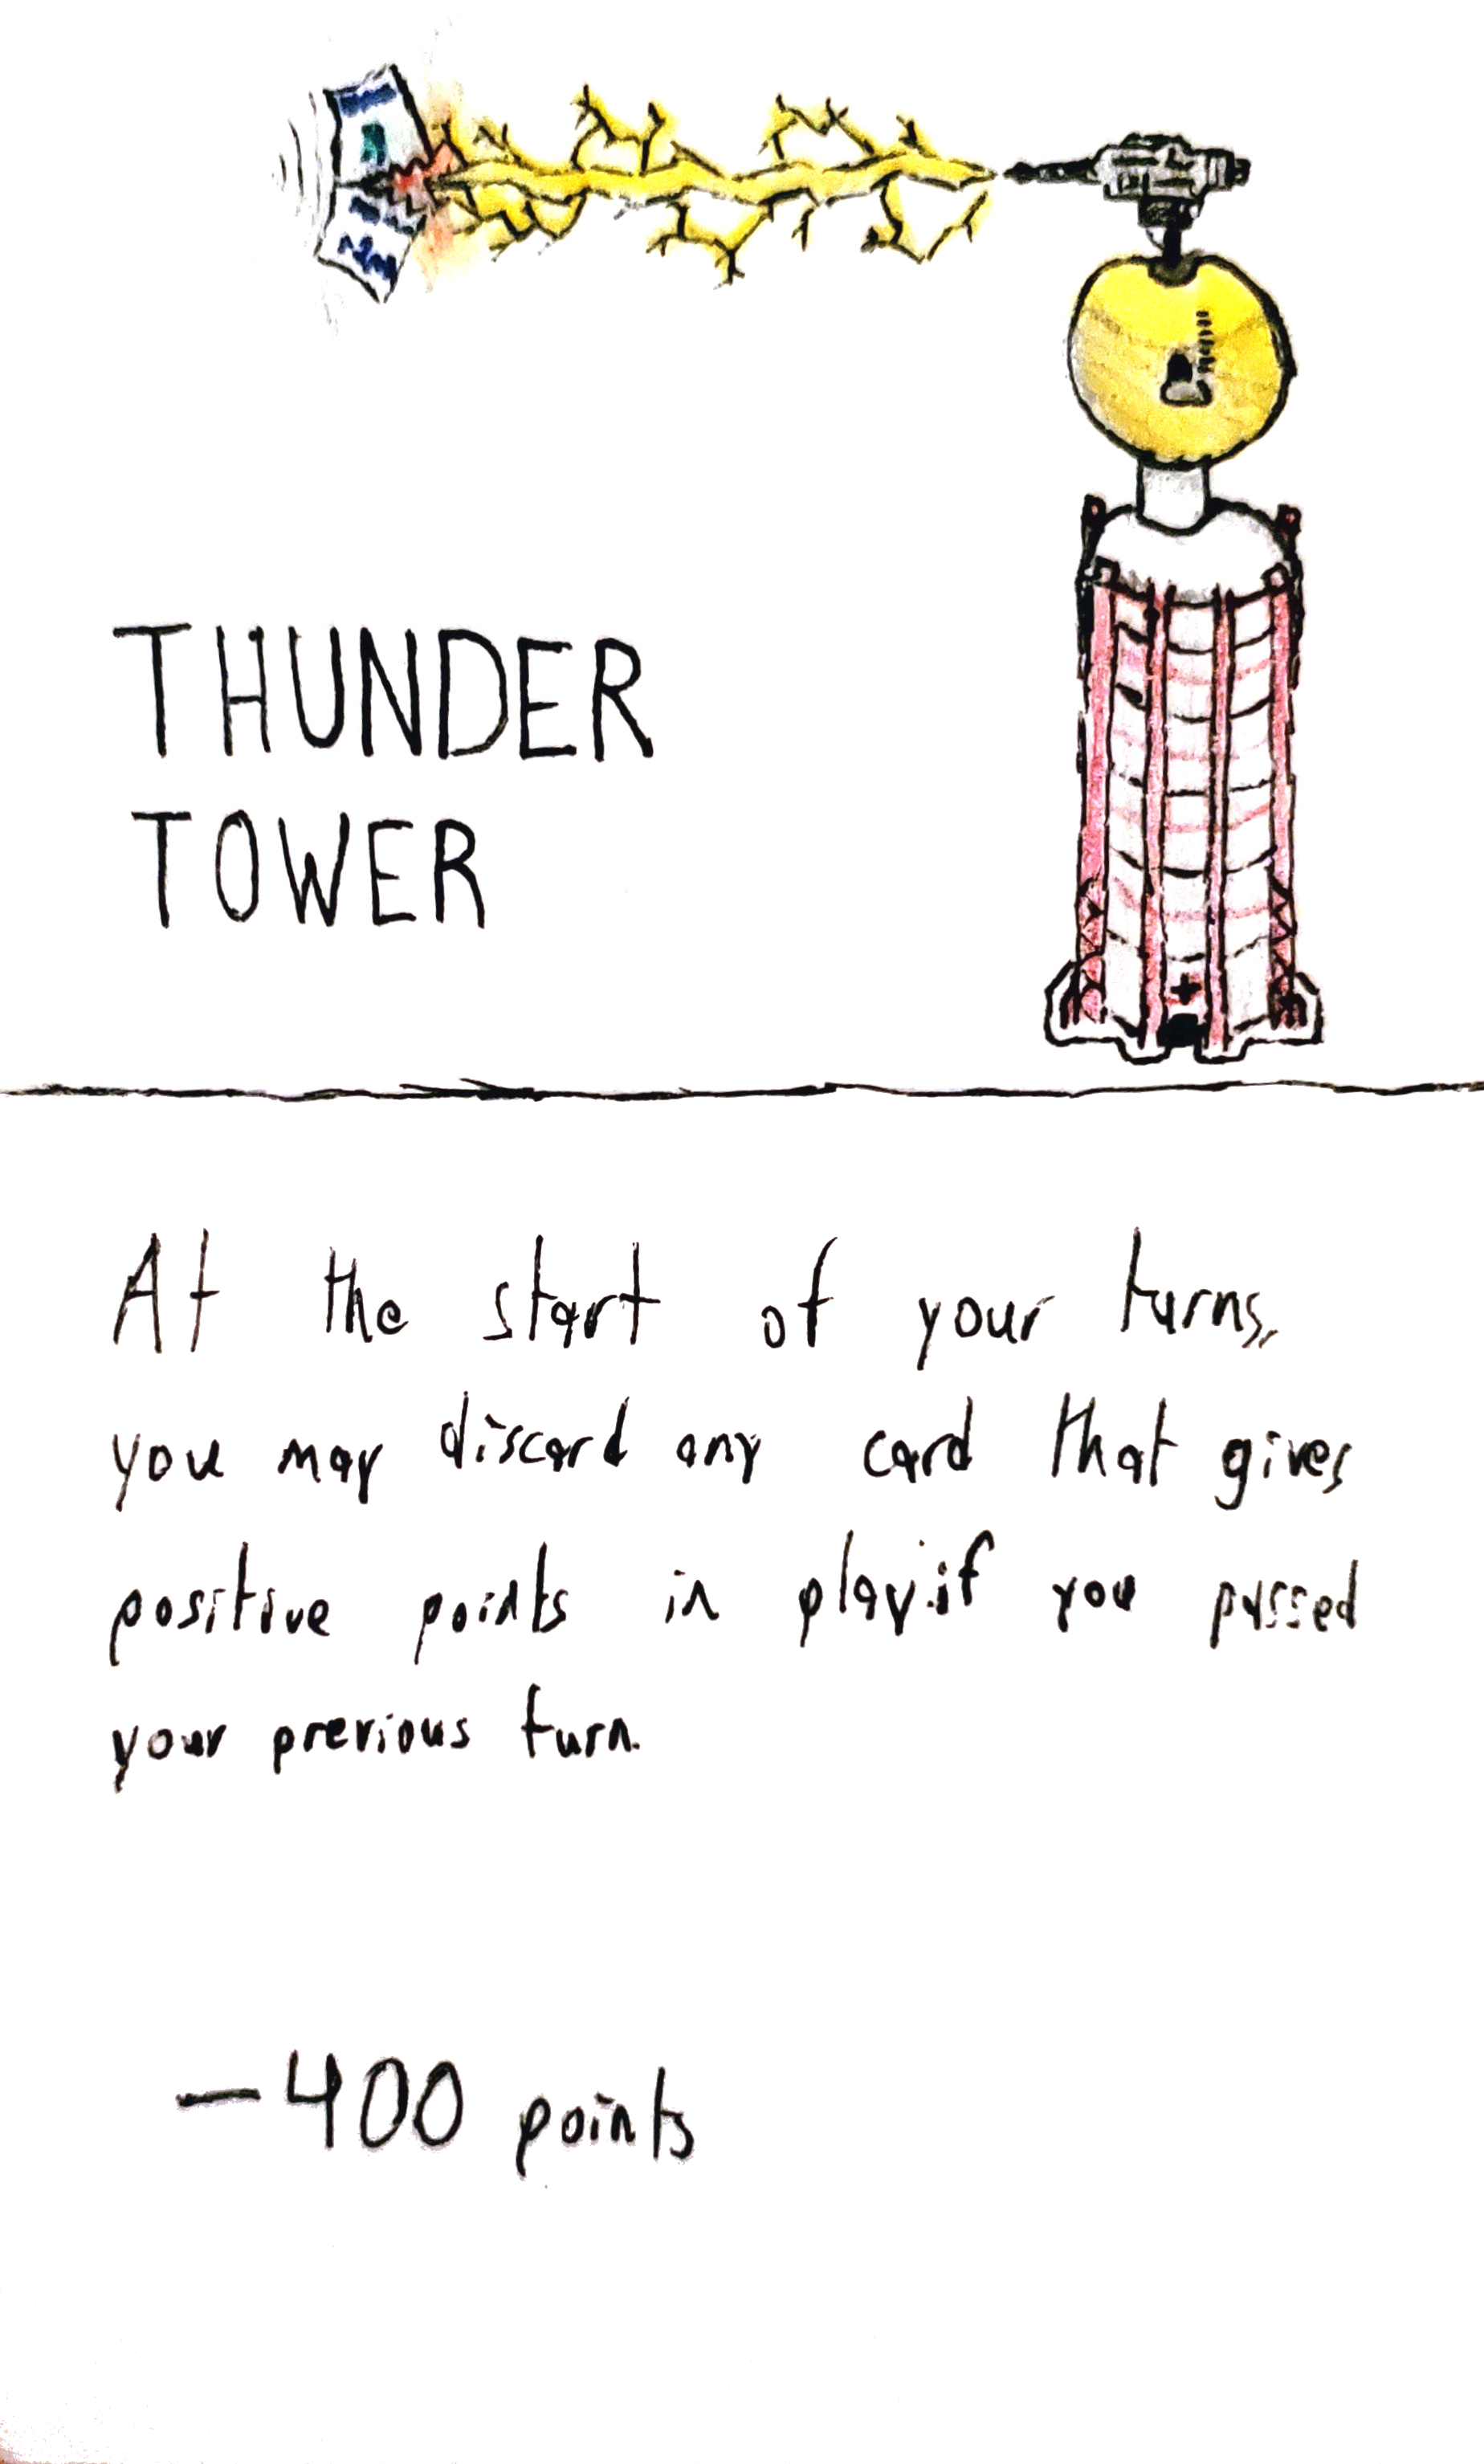 THUNDER
TOWER
At the start of your turns,
you may discard any card that gives
positive points in play if you passed
your previous turn.
-400 points